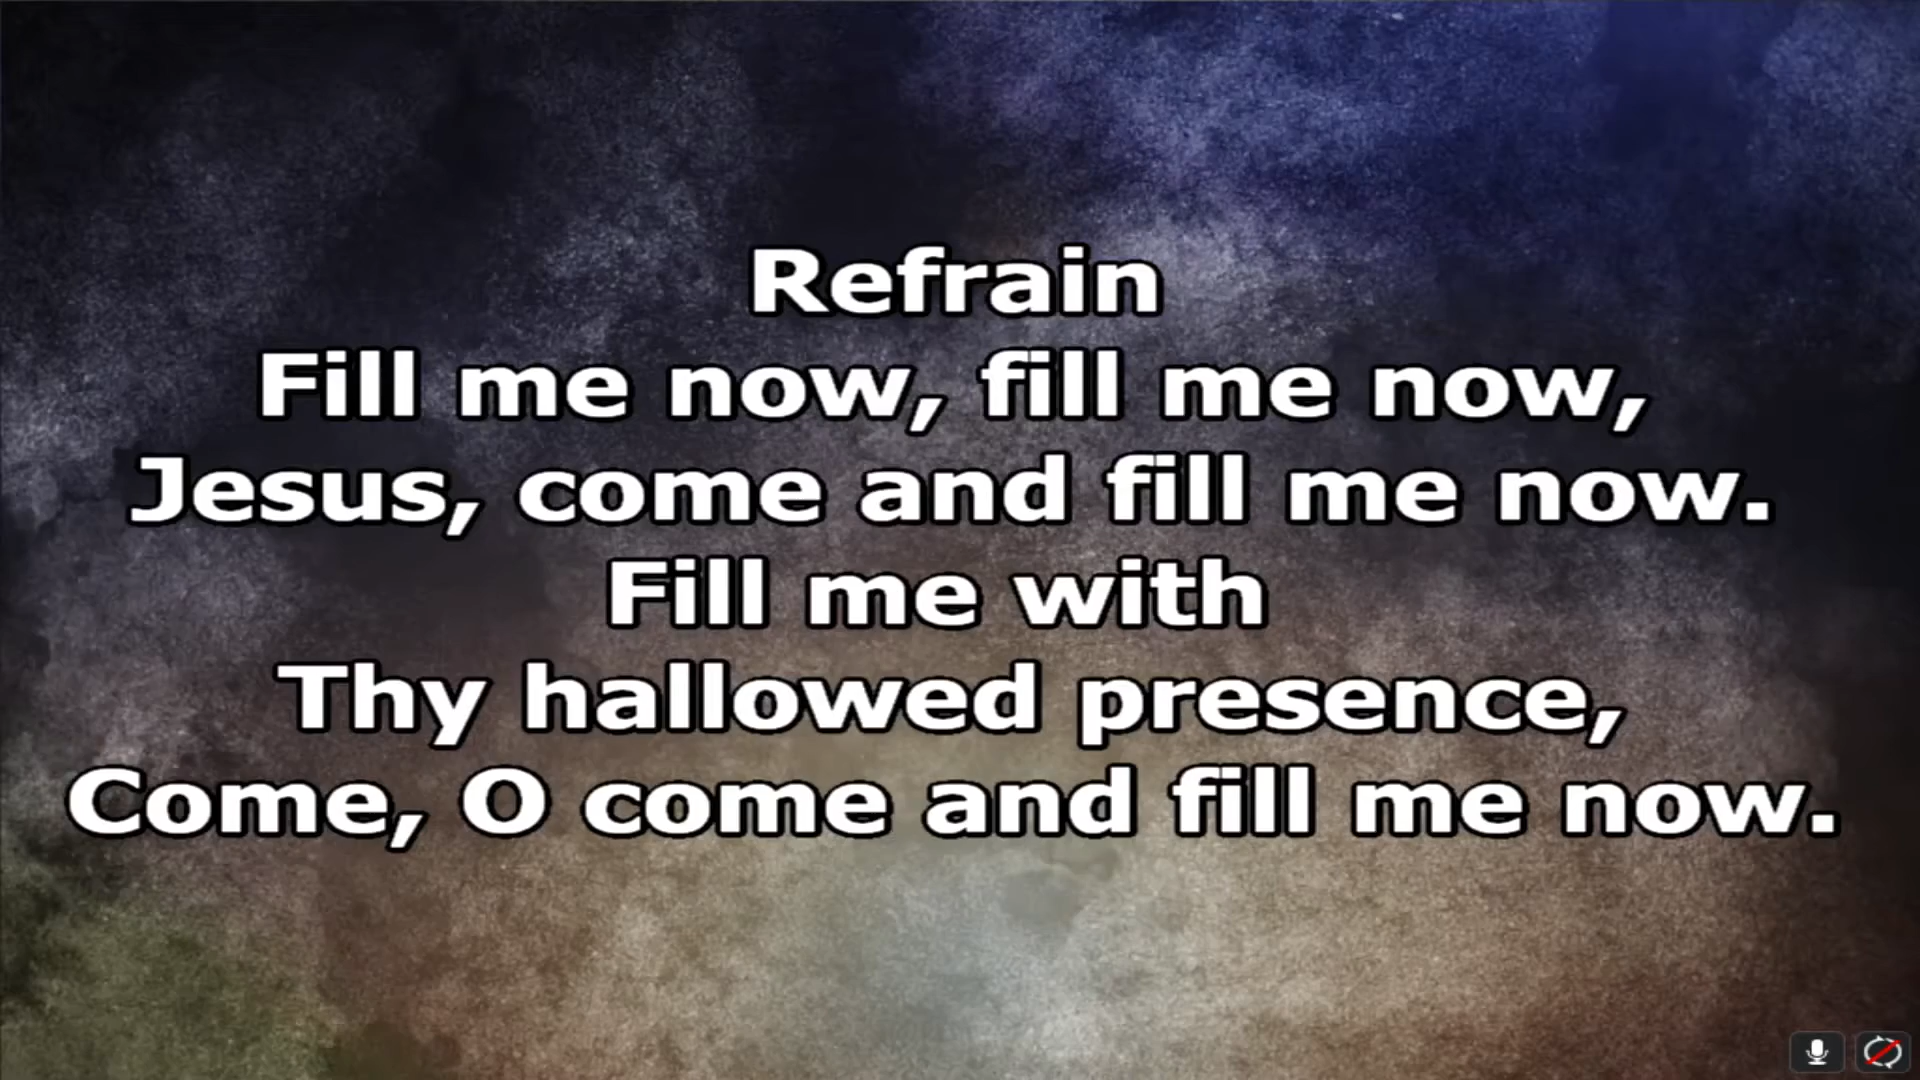 Refrain
Fill me now, fill me now,
Jesus, come and fill me now.
Fill me with
Thy hallowed presence,
Come, O come and fill me now.